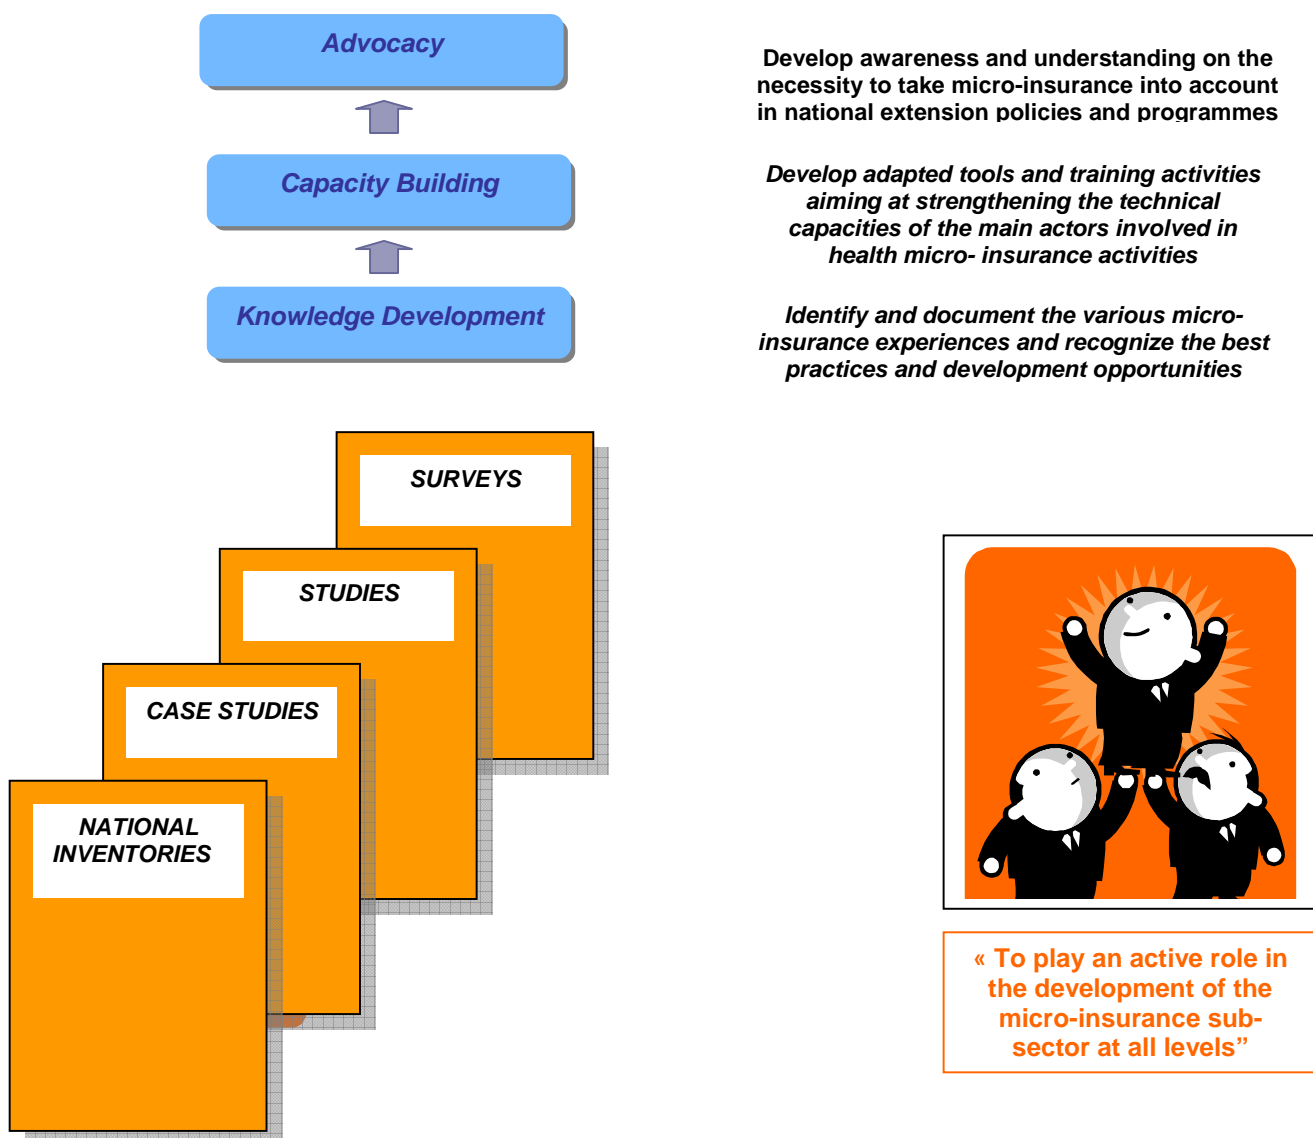 Advocacy
Develop awareness and understanding on the
necessity to take micro-insurance into account
in national extension policies and programmes
Capacity Building
Develop adapted tools and training activities
aiming at strengthening the technical
capacities of the main actors involved in
health micro- insurance activities
Knowledge Development
Identify and document the various micro-
insurance experiences and recognize the best
practices and development opportunities
SURVEYS
STUDIES
CASE STUDIES
NATIONAL
INVENTORIES
« To play an active role in
the development of the
micro-insurance sub-
sector at all levels”